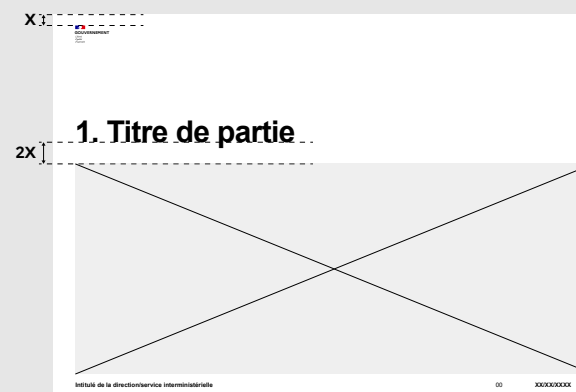 X
GOUVERNEMENT
1. Titre de partie
2X
Intitulé de la direction/service interministérielle
00
XX/XX/XXXX